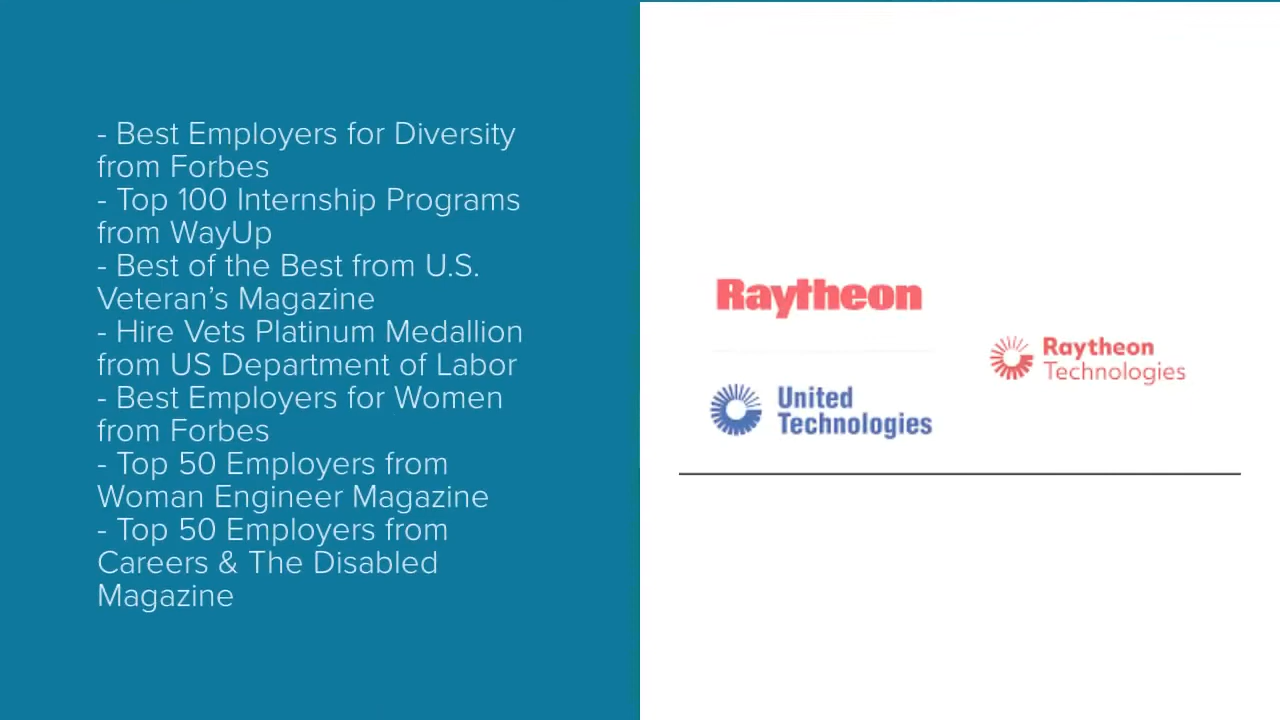 - Best Employers for Diversity
from Forbes
- Top 100 Internship Programs
from WayUp
- Best of the Best from U.S.
Veteran’s Magazine
- Hire Vets Platinum Medallion
from US Department of Labor
- Best Employers for Women
from Forbes
- Top 50 Employers from
Woman Engineer Magazine
- Top 50 Employers from
Careers & The Disabled
Magazine
Raytheon
United
Technologies
Raytheon
Technologies